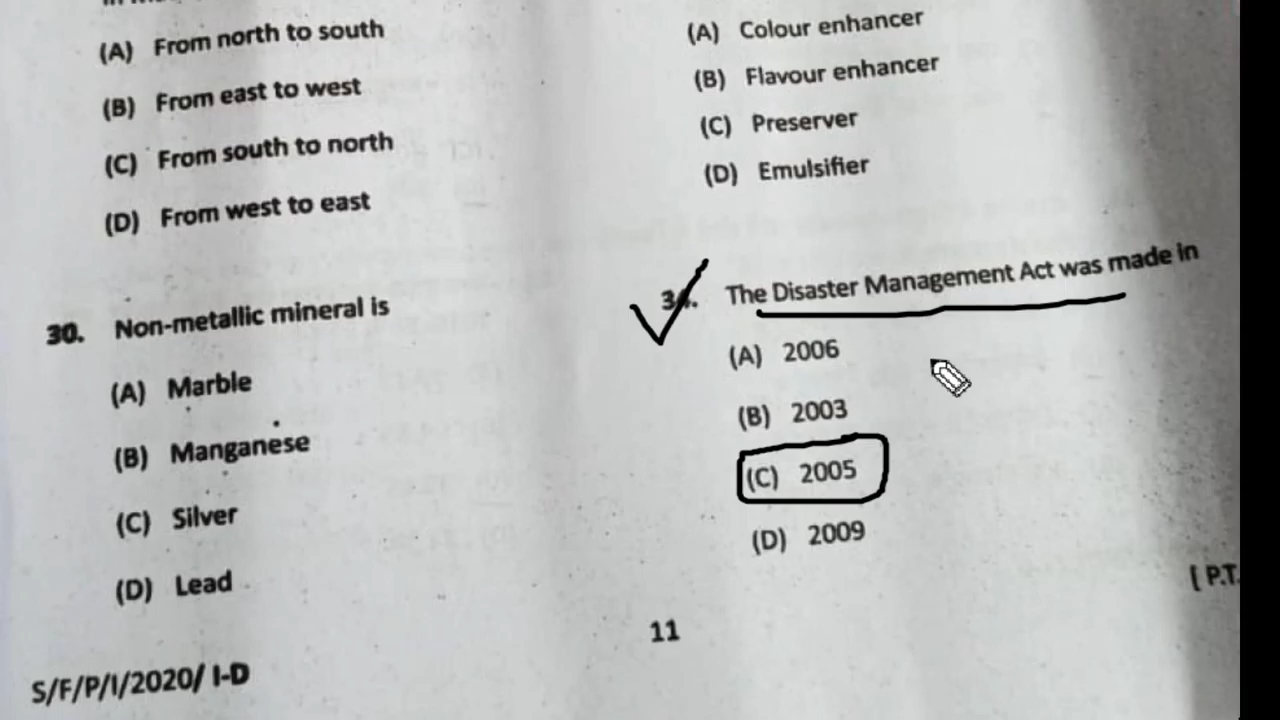 (A) From north to south
(B) From east to west
(C) From south to north
(D) From west to east
30. Non-metallic mineral is
(A) Marble
(B) Manganese
(C) Silver
(D) Lead
(A) Colour enhancer
(B) Flavour enhancer
(C) Preserver
(D) Emulsifier
The Disaster Management Act was made in
(A) 2006
(B) 2003
(C) 2005
(D) 2009
[ P.T.
11
S/F/P/I/2020/ I-D